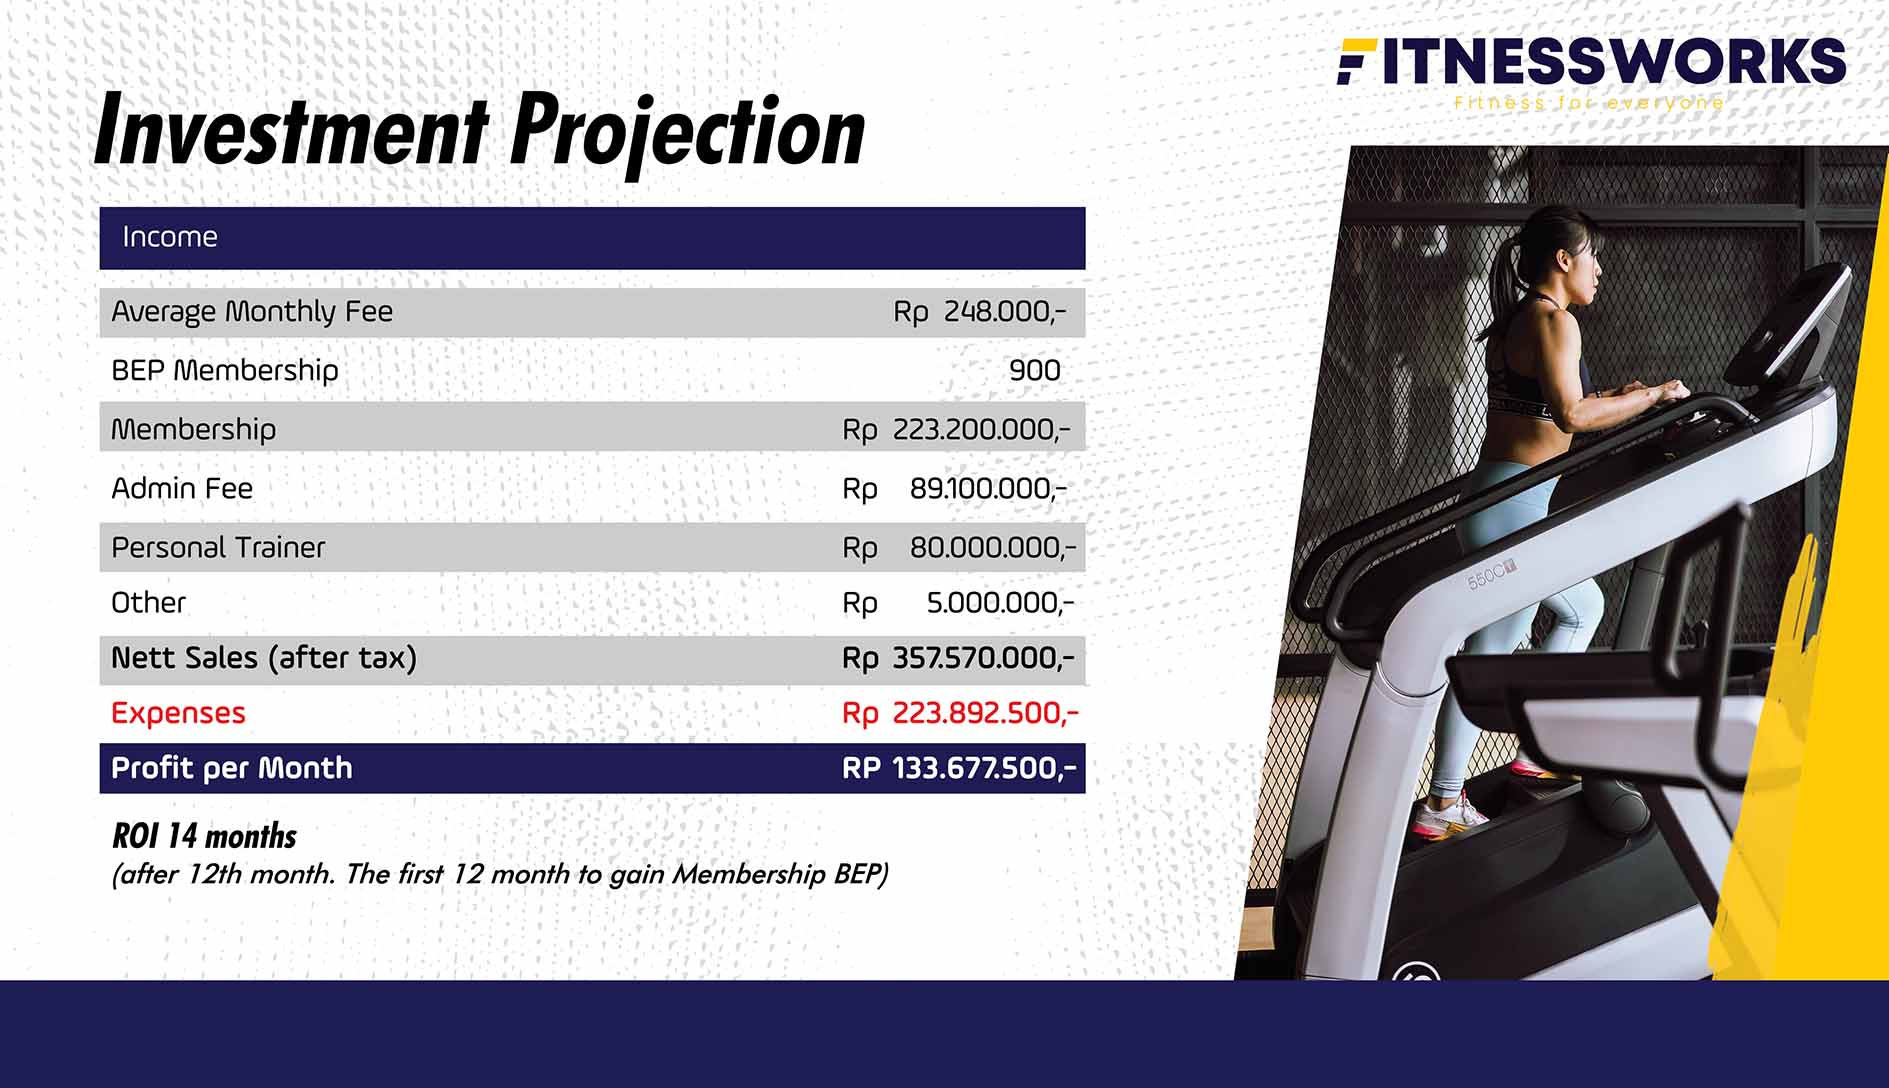 FITNESSWORKS
Fitness for everyone
Investment Projection
Income
Average Monthly Fee Rp 248.000,-
BEP Membership 900
Membership Rp 223.200.000,-
Admin Fee Rp 89.100.000,-
Personal Trainer Rp 80.000.000,-
Other Rp 5.000.000,-
Nett Sales (after tax) Rp 357.570.000,-
Expenses Rp 223.892.500,-
Profit per Month RP 133.677.500,-
ROI 14 months
(after 12th month. The first 12 month to gain Membership BEP)
550CT